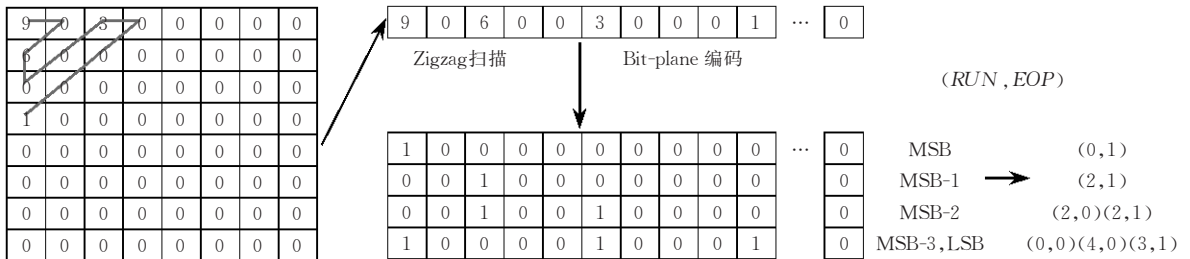 9 0 3 0 0 0 0 0
6 0 0 0 0 0 0 0
0 0 0 0 0 0 0 0
1 0 0 0 0 0 0 0
0 0 0 0 0 0 0 0
0 0 0 0 0 0 0 0
0 0 0 0 0 0 0 0
0 0 0 0 0 0 0 0
9 0 6 0 0 3 0 0 0 1 … 0
Zigzag扫描 Bit-plane 编码
(RUN,EOP)
1 0 0 0 0 0 0 0 0 0 … 0 MSB (0,1)
0 0 1 0 0 0 0 0 0 0 0 MSB-1 (2,1)
0 0 1 0 0 1 0 0 0 0 0 MSB-2 (2,0)(2,1)
1 0 0 0 0 1 0 0 0 1 0 MSB-3,LSB (0,0)(4,0)(3,1)